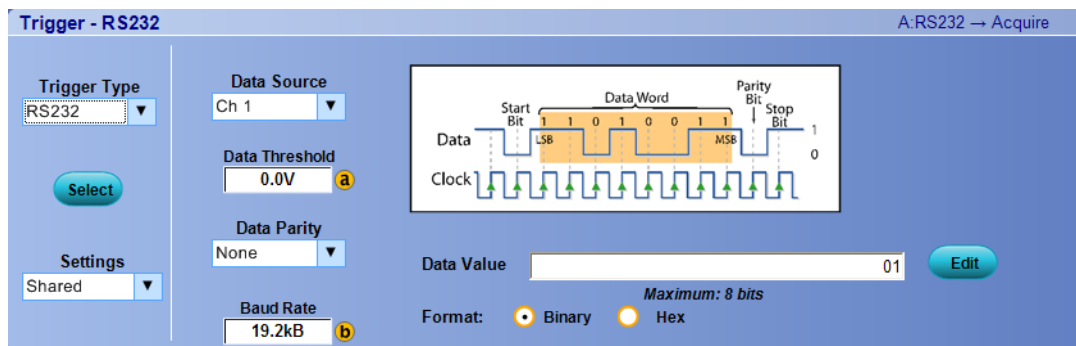 Trigger - RS232 A:RS232 → Acquire
Trigger Type
RS232 ▼
Select
Settings
Shared ▼
Data Source
Ch 1 ▼
Data Threshold
0.0V a
Data Parity
None ▼
Baud Rate
19.2kB b
Data Word
Parity
Bit
Start
Bit
Stop
Bit
1 1 0 1 0 0 1 1
Data LSB MSB 1
0
Clock
Data Value 01 Edit
Maximum: 8 bits
Format: Binary Hex